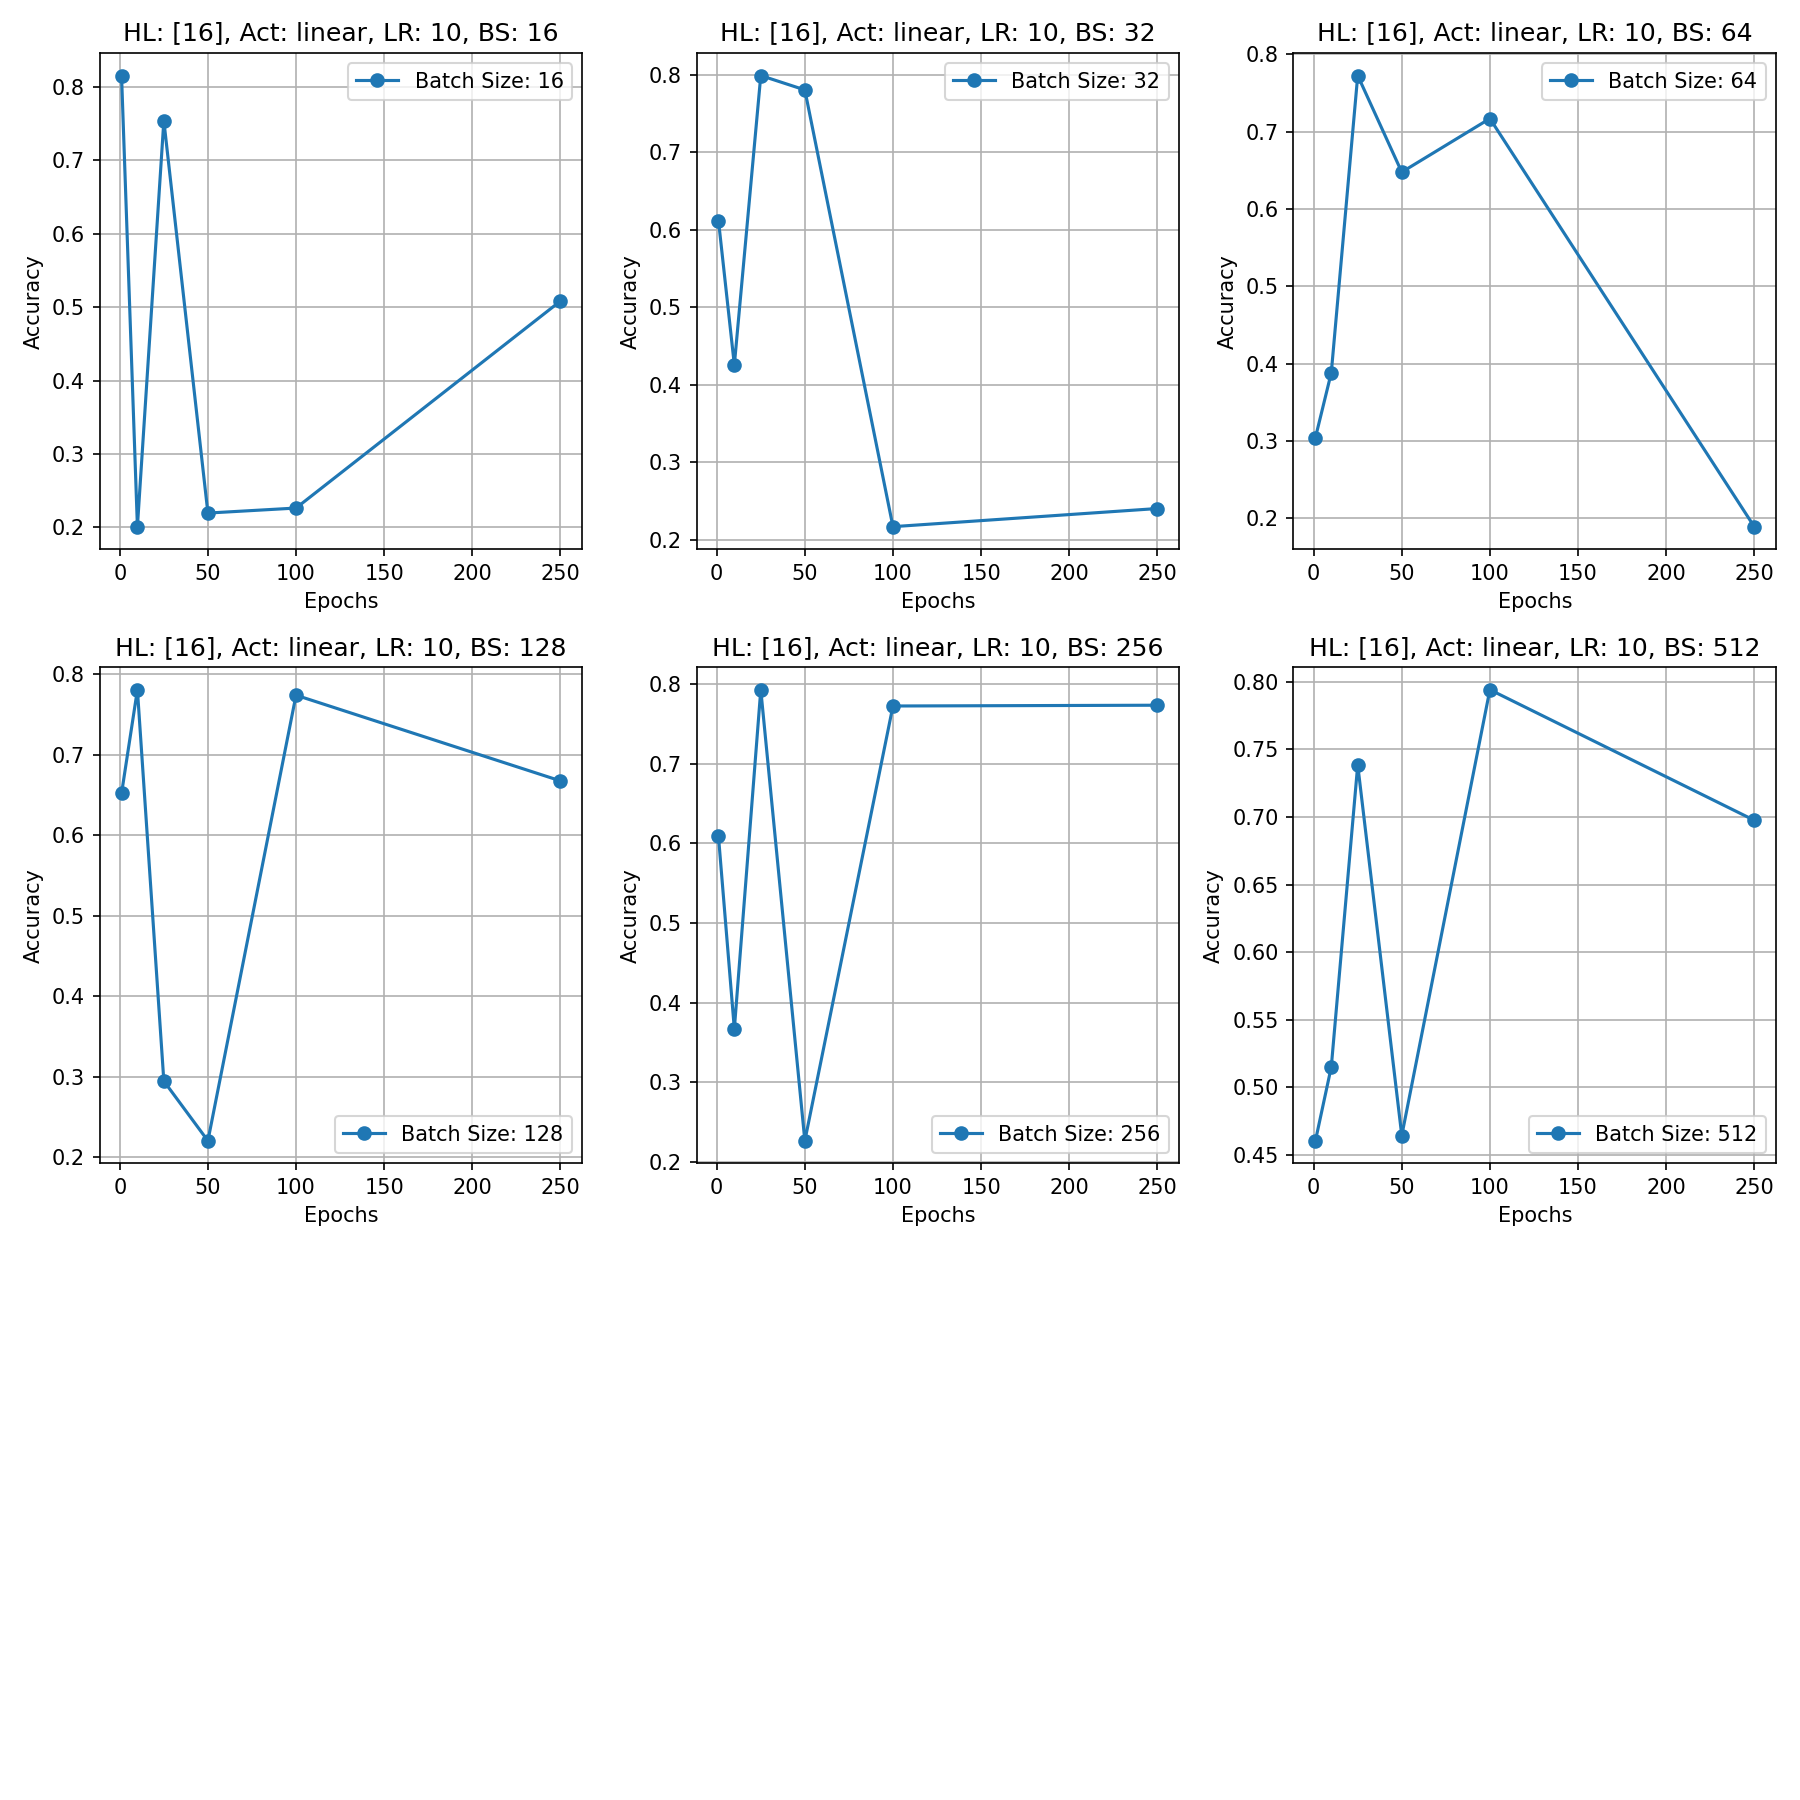 HL: [16], Act: linear, LR: 10, BS: 16
Batch Size: 16
Accuracy
0.8
0.7
0.6
0.5
0.4
0.3
0.2
0 50 100 150 200 250
Epochs
HL: [16], Act: linear, LR: 10, BS: 32
Batch Size: 32
Accuracy
0.8
0.7
0.6
0.5
0.4
0.3
0.2
0 50 100 150 200 250
Epochs
HL: [16], Act: linear, LR: 10, BS: 64
Batch Size: 64
Accuracy
0.8
0.7
0.6
0.5
0.4
0.3
0.2
0 50 100 150 200 250
Epochs
HL: [16], Act: linear, LR: 10, BS: 128
Accuracy
0.8
0.7
0.6
0.5
0.4
0.3
0.2
Batch Size: 128
0 50 100 150 200 250
Epochs
HL: [16], Act: linear, LR: 10, BS: 256
Accuracy
0.8
0.7
0.6
0.5
0.4
0.3
0.2
Batch Size: 256
0 50 100 150 200 250
Epochs
HL: [16], Act: linear, LR: 10, BS: 512
Accuracy
0.80
0.75
0.70
0.65
0.60
0.55
0.50
0.45
Batch Size: 512
0 50 100 150 200 250
Epochs